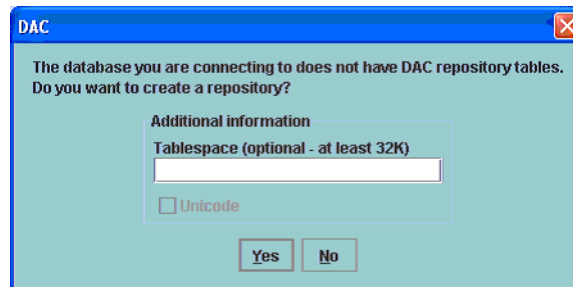 DAC
The database you are connecting to does not have DAC repository tables.
Do you want to create a repository?
Additional information
Tablespace (optional - at least 32K)
Unicode
Yes No